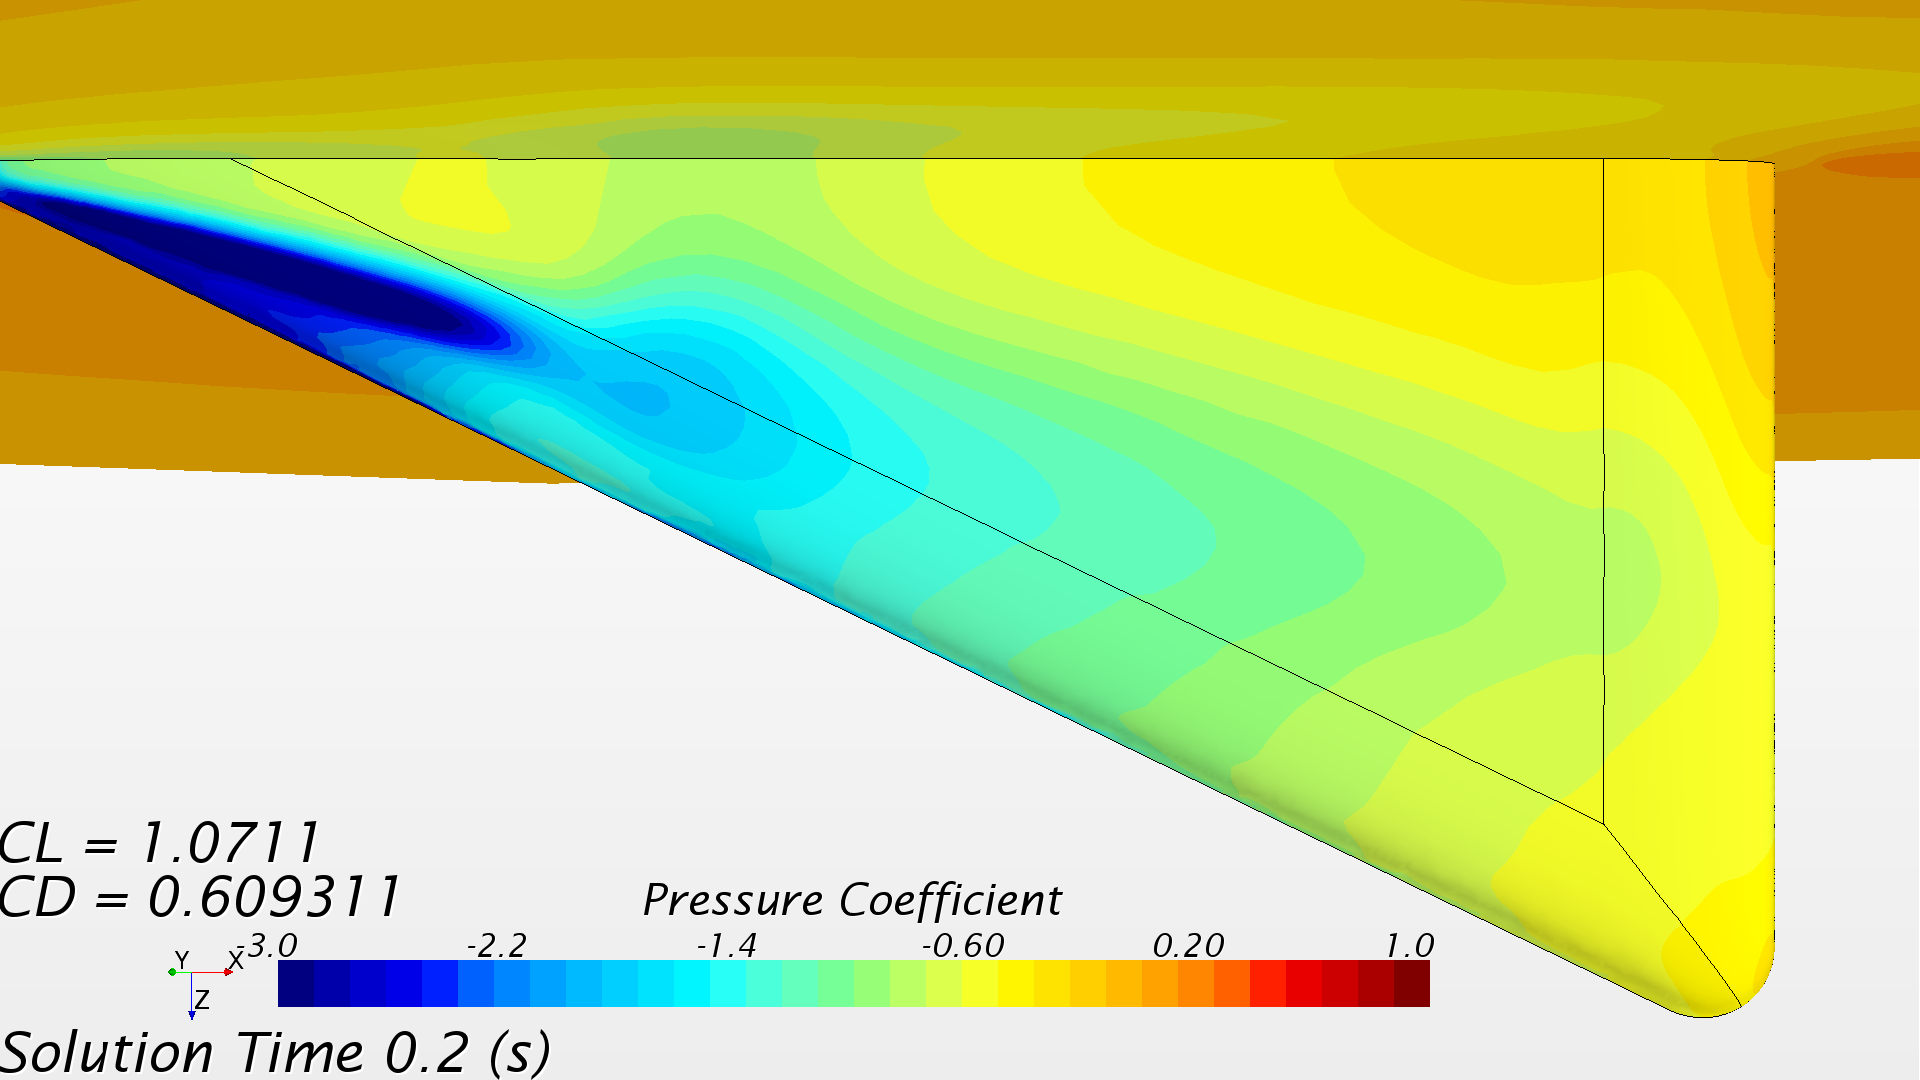 CL = 1.0711
CD = 0.609311
Pressure Coefficient
-3.0 -2.2 -1.4 -0.60 0.20 1.0
Y X
Z
Solution Time 0.2 (s)